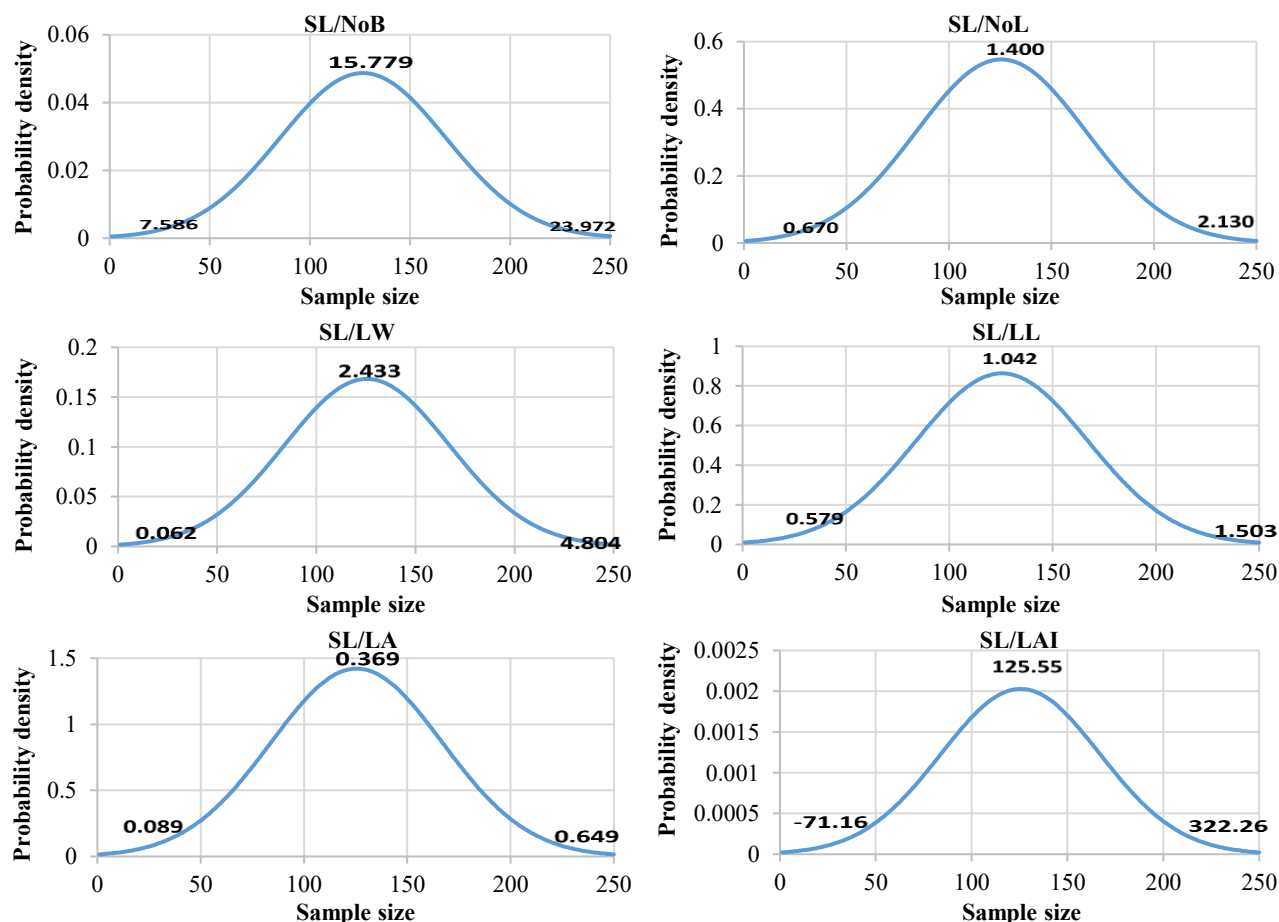 SL/NoB
0.06
0.04
0.02
0
Probability density
15.779
7.586
23.972
0 50 100 150 200 250
Sample size
SL/NoL
0.6
0.4
0.2
0
Probability density
1.400
0.670
2.130
0 50 100 150 200 250
Sample size
SL/LW
0.2
0.15
0.1
0.05
0
Probability density
2.433
0.062
4.804
0 50 100 150 200 250
Sample size
SL/LL
1
0.8
0.6
0.4
0.2
0
Probability density
1.042
0.579
1.503
0 50 100 150 200 250
Sample size
SL/LA
1.5
1
0.5
0
Probability density
0.369
0.089
0.649
0 50 100 150 200 250
Sample size
SL/LAI
0.0025
0.002
0.0015
0.001
0.0005
0
Probability density
125.55
-71.16
322.26
0 50 100 150 200 250
Sample size